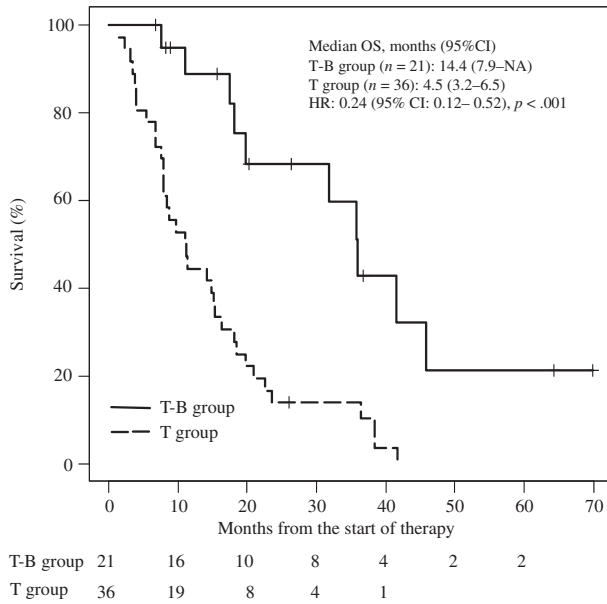 100
80
60
40
20
0
Survival (%)
Median OS, months (95%CI)
T-B group (n = 21): 14.4 (7.9–NA)
T group (n = 36): 4.5 (3.2–6.5)
HR: 0.24 (95% CI: 0.12– 0.52), p < .001
T-B group
T group
0 10 20 30 40 50 60 70
Months from the start of therapy
T-B group 21 16 10 8 4 2 2
T group 36 19 8 4 1